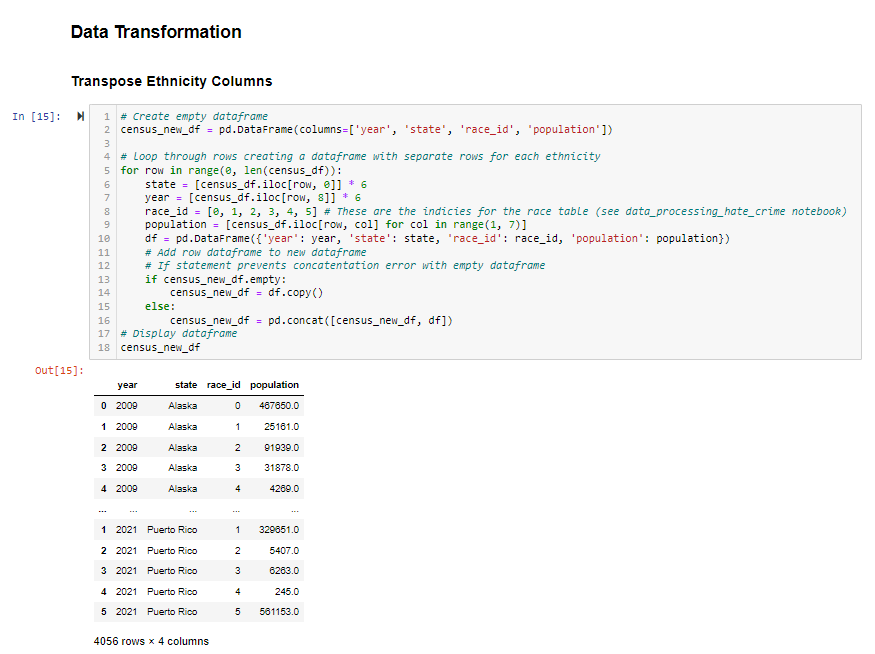 Data Transformation
Transpose Ethnicity Columns
In [15]:
1 # Create empty dataframe
2 census_new_df = pd.DataFrame(columns=['year', 'state', 'race_id', 'population'])
3
4 # Loop through rows creating a dataframe with separate rows for each ethnicity
5 for row in range(0, len(census_df)):
6     state = [census_df.iloc[row, 0]] * 6
7     year = [census_df.iloc[row, 8]] * 6
8     race_id = [0, 1, 2, 3, 4, 5] # These are the indicies for the race table (see data_processing_hate_crime notebook)
9     population = [census_df.iloc[row, col] for col in range(1, 7)]
10     df = pd.DataFrame({'year': year, 'state': state, 'race_id': race_id, 'population': population})
11     # Add row dataframe to new dataframe
12     # If statement prevents concatentation error with empty dataframe
13     if census_new_df.empty:
14         census_new_df = df.copy()
15     else:
16         census_new_df = pd.concat([census_new_df, df])
17 # Display dataframe
18 census_new_df
Out[15]:
year state race_id population
0 2009 Alaska 0 467650.0
1 2009 Alaska 1 25161.0
2 2009 Alaska 2 91939.0
3 2009 Alaska 3 31878.0
4 2009 Alaska 4 4269.0
... ... ... ... ...
1 2021 Puerto Rico 1 329651.0
2 2021 Puerto Rico 2 5407.0
3 2021 Puerto Rico 3 6263.0
4 2021 Puerto Rico 4 245.0
5 2021 Puerto Rico 5 561153.0
4056 rows × 4 columns